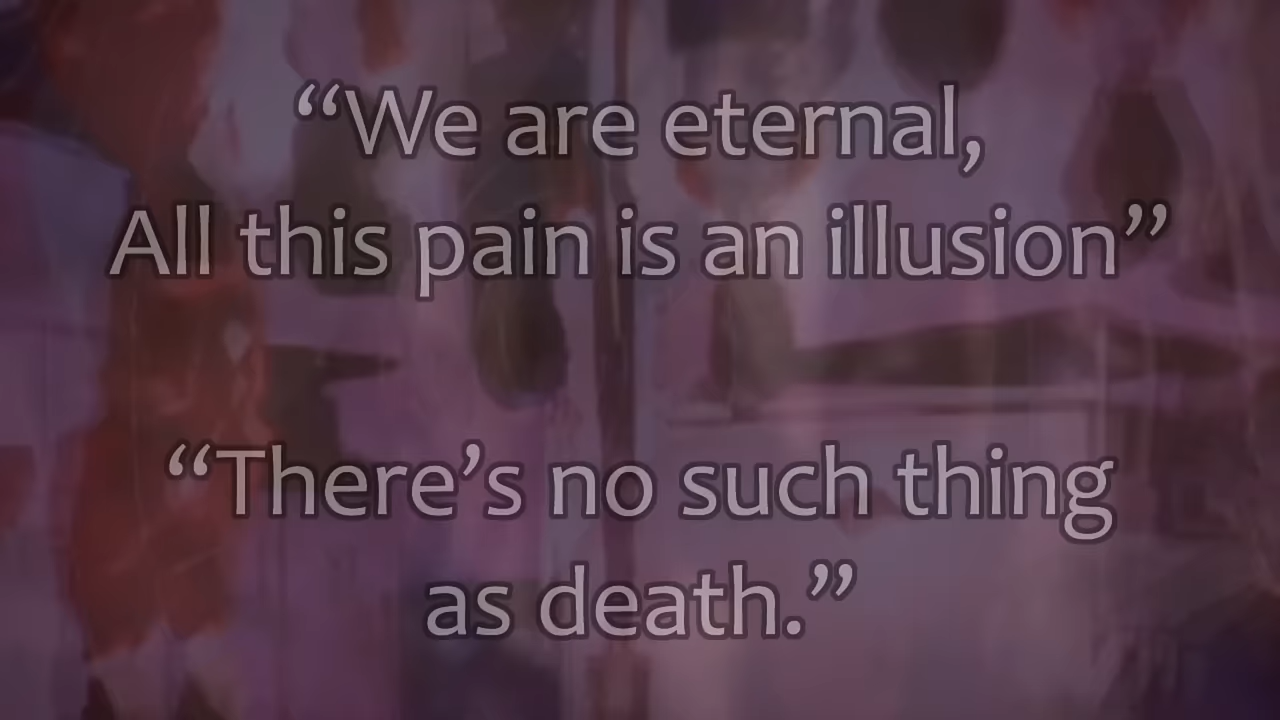 “We are eternal,
All this pain is an illusion”
“There’s no such thing
as death.”